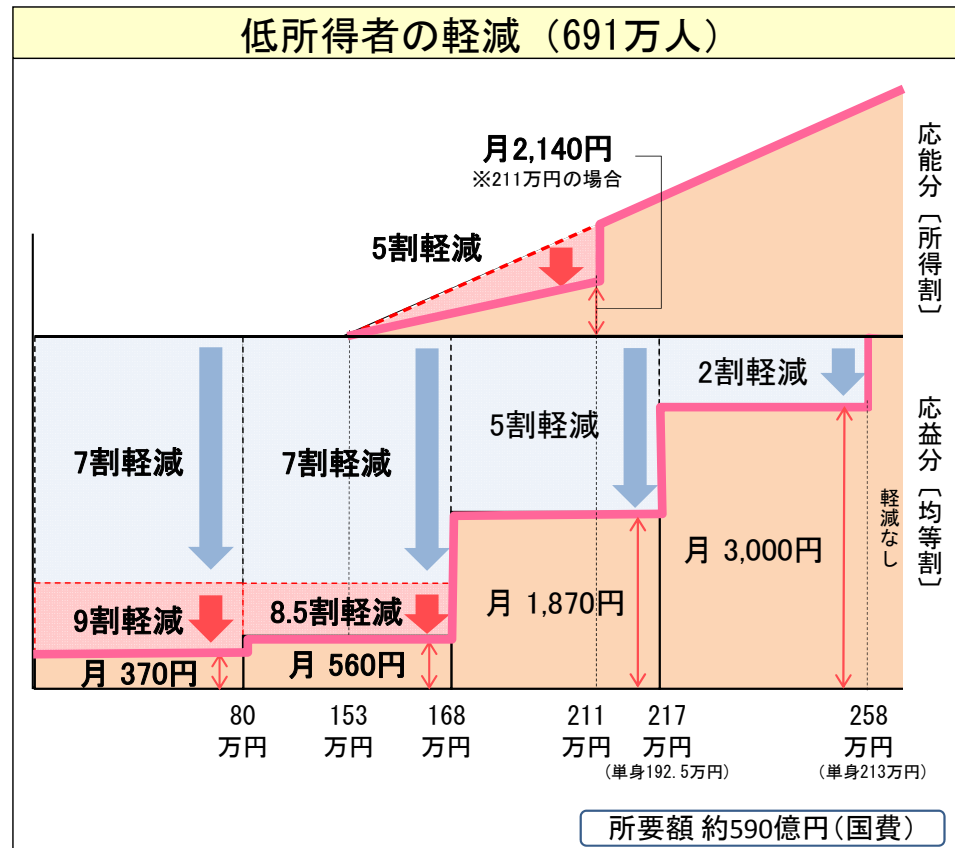 低所得者の軽減（691万人）
月2,140円
※211万円の場合
5割軽減
応能分〔所得割〕
7割軽減
7割軽減
5割軽減
2割軽減
応益分〔均等割〕
軽減なし
9割軽減
8.5割軽減
月 370円
月 560円
月 1,870円
月 3,000円
80
万円
153
万円
168
万円
211
万円
217
万円
（単身192.5万円）
258
万円
（単身213万円）
所要額 約590億円（国費）